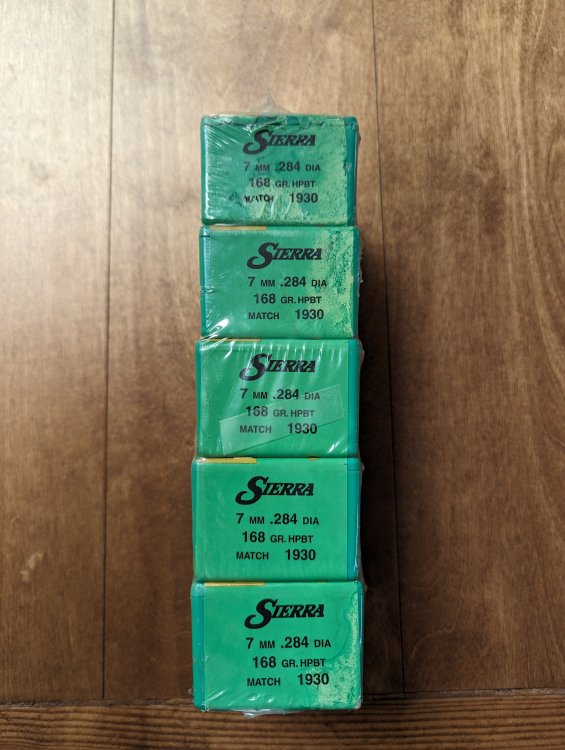 SIERRA
7 MM .284 DIA
168 GR. HPBT
MATCH 1930
SIERRA
7 MM .284 DIA
168 GR. HPBT
MATCH 1930
SIERRA
7 MM .284 DIA
168 GR. HPBT
MATCH 1930
SIERRA
7 MM .284 DIA
168 GR. HPBT
MATCH 1930
SIERRA
7 MM .284 DIA
168 GR. HPBT
MATCH 1930